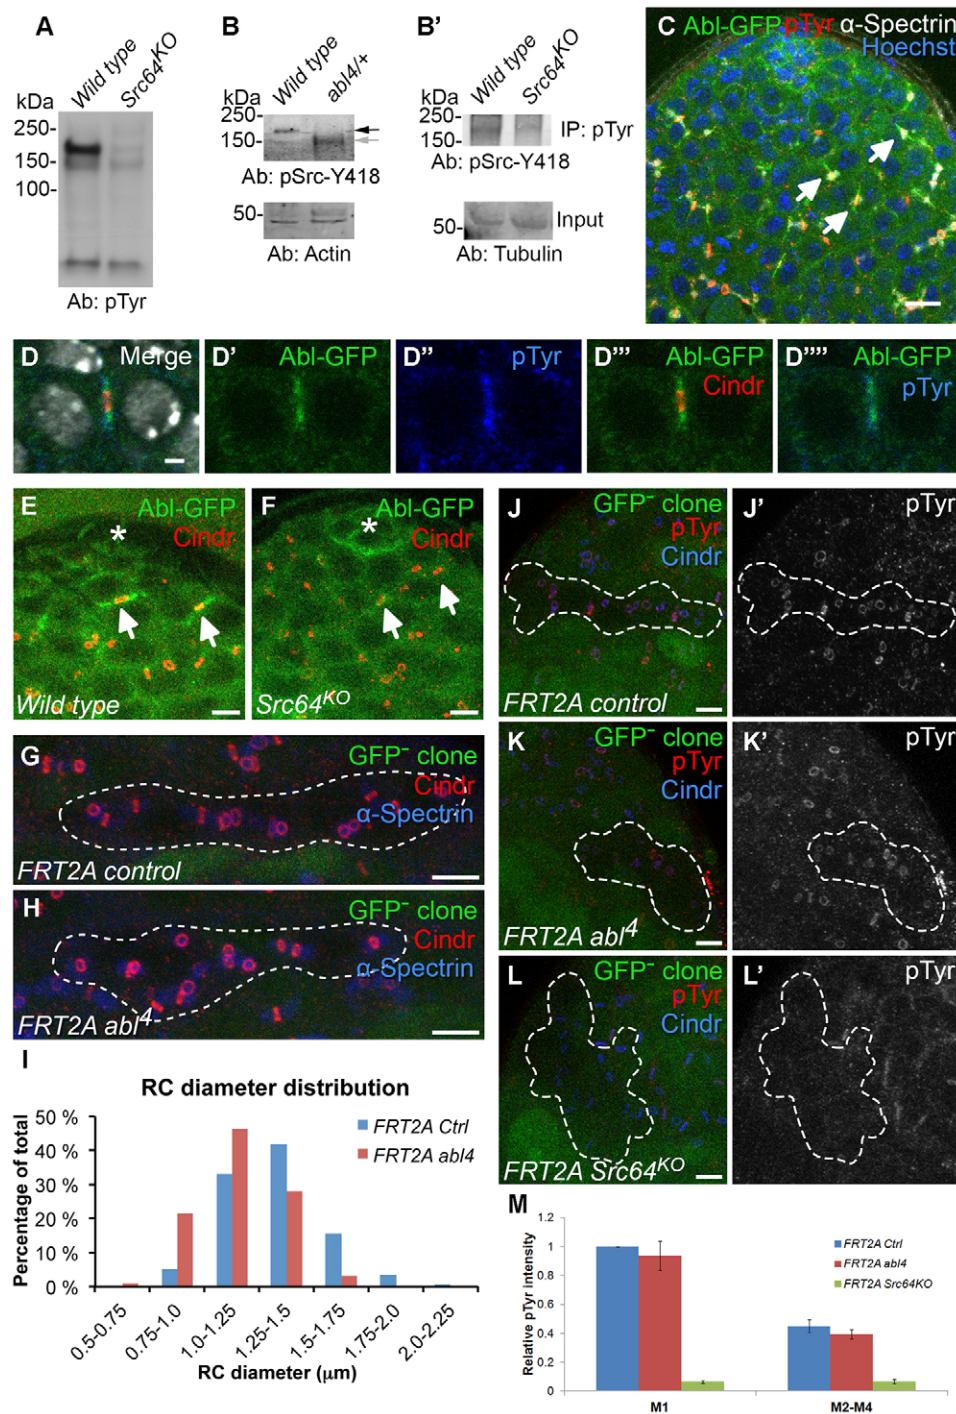 A
Wild type
Src64KO
kDa
250-
150-
100-
Ab: pTyr
B
Wild type
abl4/+
kDa
250-
150-
Ab: pSrc-Y418
50-
Ab: Actin
B'
Wild type
Src64KO
kDa
250-
150-
IP: pTyr
Ab: pSrc-Y418
50-
Input
Ab: Tubulin
C Abl-GFP pTyr α-Spectrin
Hoechst
D Merge
D' Abl-GFP
D'' pTyr
D''' Abl-GFP
Cindr
D'''' Abl-GFP
pTyr
E Abl-GFP
Cindr
*
Wild type
F Abl-GFP
Cindr
*
Src64KO
G GFP- clone
Cindr
α-Spectrin
FRT2A control
H GFP- clone
Cindr
α-Spectrin
FRT2A abl4
I
RC diameter distribution
Percentage of total
50 %
40 %
30 %
20 %
10 %
0 %
FRT2A Ctrl
FRT2A abl4
0.5-0.75
0.75-1.0
1.0-1.25
1.25-1.5
1.5-1.75
1.75-2.0
2.0-2.25
RC diameter (µm)
J GFP- clone
pTyr
Cindr
FRT2A control
J' pTyr
K GFP- clone
pTyr
Cindr
FRT2A abl4
K' pTyr
L GFP- clone
pTyr
Cindr
FRT2A Src64KO
L' pTyr
M
Relative pTyr intensity
1.2
1
0.8
0.6
0.4
0.2
0
FRT2A Ctrl
FRT2A abl4
FRT2A Src64KO
M1
M2-M4